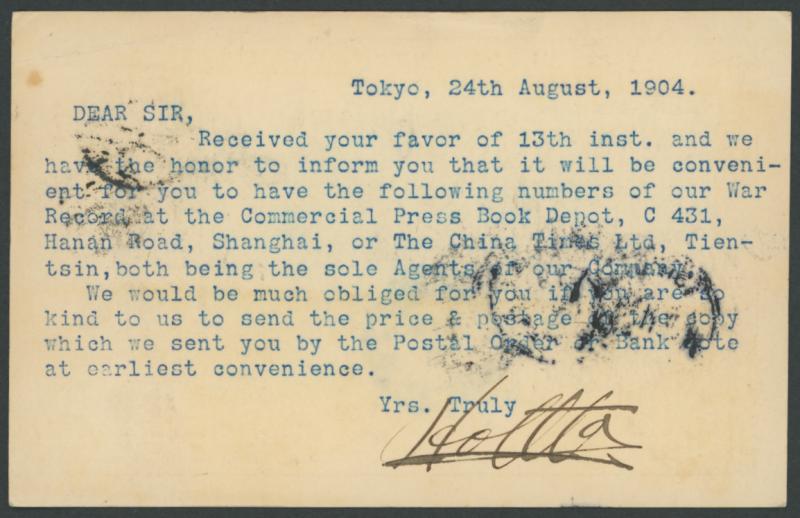 Tokyo, 24th August, 1904.
DEAR SIR,
Received your favor of 13th inst. and we
have the honor to inform you that it will be conveni-
ent for you to have the following numbers of our War
Record at the Commercial Press Book Depot, C 431,
Hanan Road, Shanghai, or The China Times Ltd, Tien-
tsin, both being the sole Agents of our Company.
We would be much obliged for you if you are so
kind to us to send the price & postage of the copy
which we sent you by the Postal Order or Bank Note
at earliest convenience.
Yrs. Truly